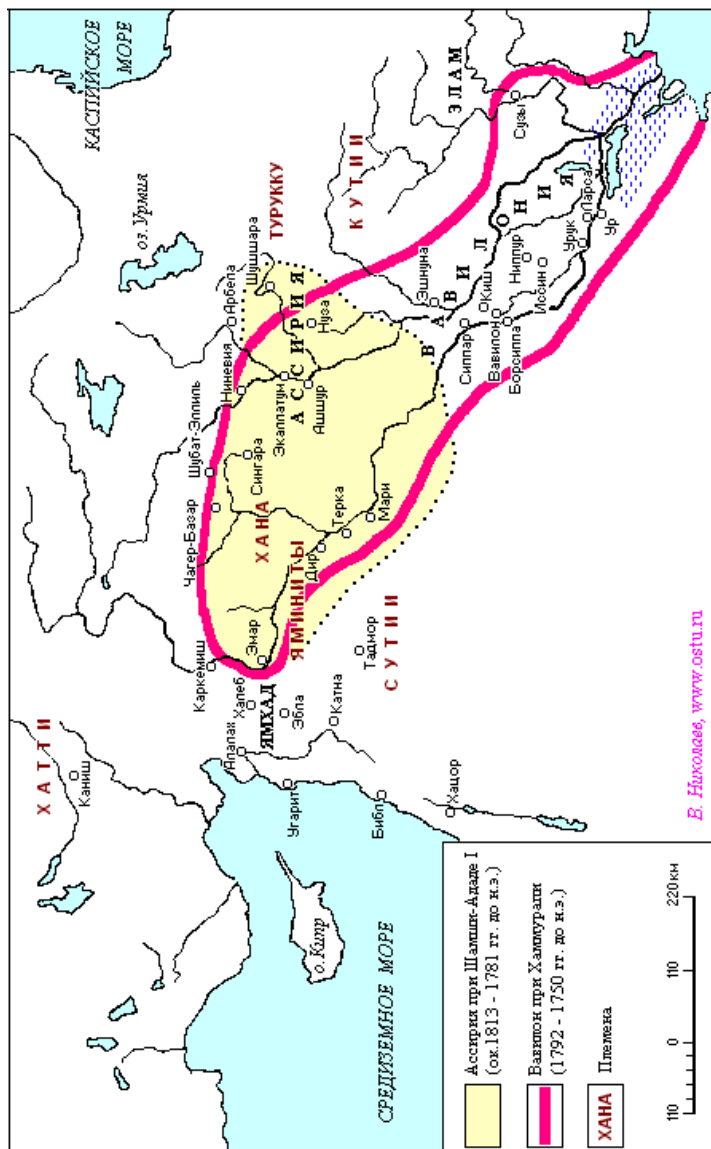 КАСПИЙСКОЕ
МОРЕ
ХАТТИ
Каниш
оз. Урмия
Каркемиш
Чагер-Базар
Шубат-Эллиль
Ниневия
Арбела
Шушшара
ТУРУККУ
Алалах
Халеб
ЯМХАД
Эмар
Сингара
ХАНА
Экаллатум
АССИРИЯ
Ашшур
Нуза
КУТИИ
Угарит
Эбла
ЯМИНИТЫ
Дир
Терка
Мари
о.Кипр
Катна
Тадмор
СУТИИ
Библ
Хацор
Эшнуна
ВАВИЛОНИЯ
Сиппар
Киш
Вавилон
Борсиппа
Ниппур
Иссин
Урук
Ларса
Ур
Сузы
ЭЛАМ
СРЕДИЗЕМНОЕ МОРЕ
Ассирия при Шамши-Ададе I
(ок.1813 - 1781 гг. до н.э.)
Вавилон при Хаммурапи
(1792 - 1750 гг. до н.э.)
ХАНА
Племена
110 0 110 220 км
В. Николаев, www.ostu.ru